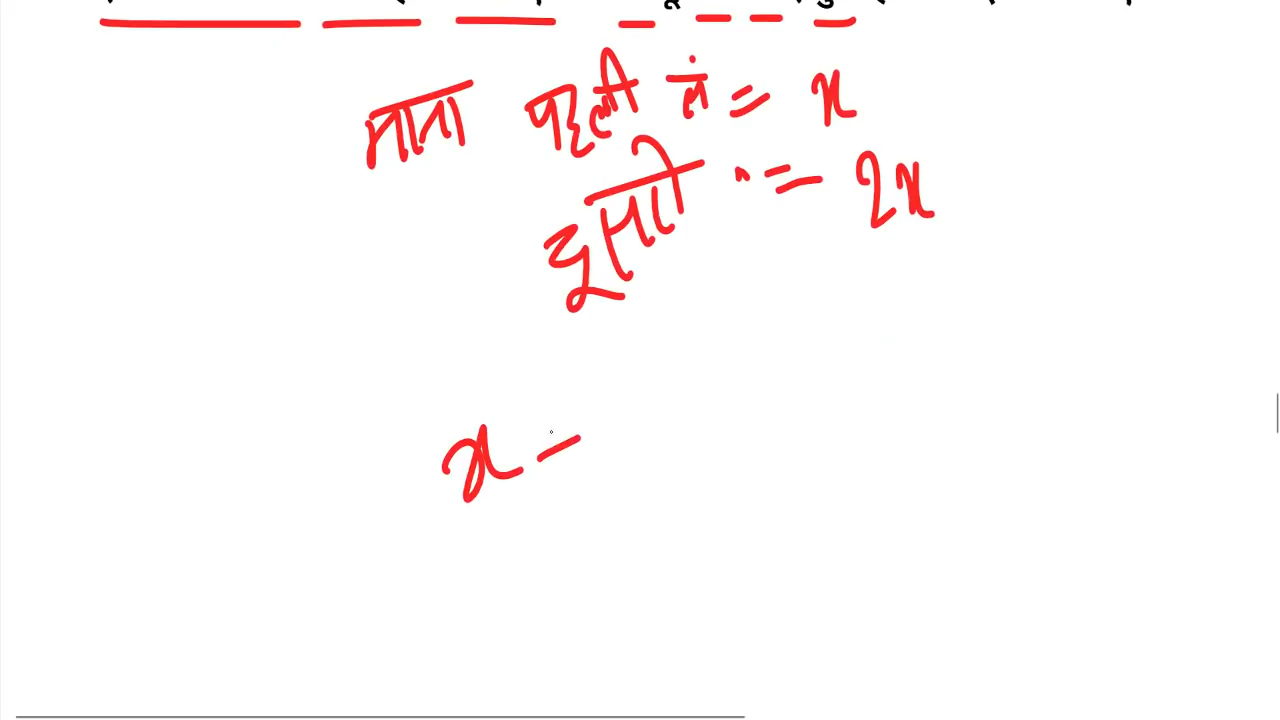 माना पहली सं = x
दूसरी " = 2x
x -